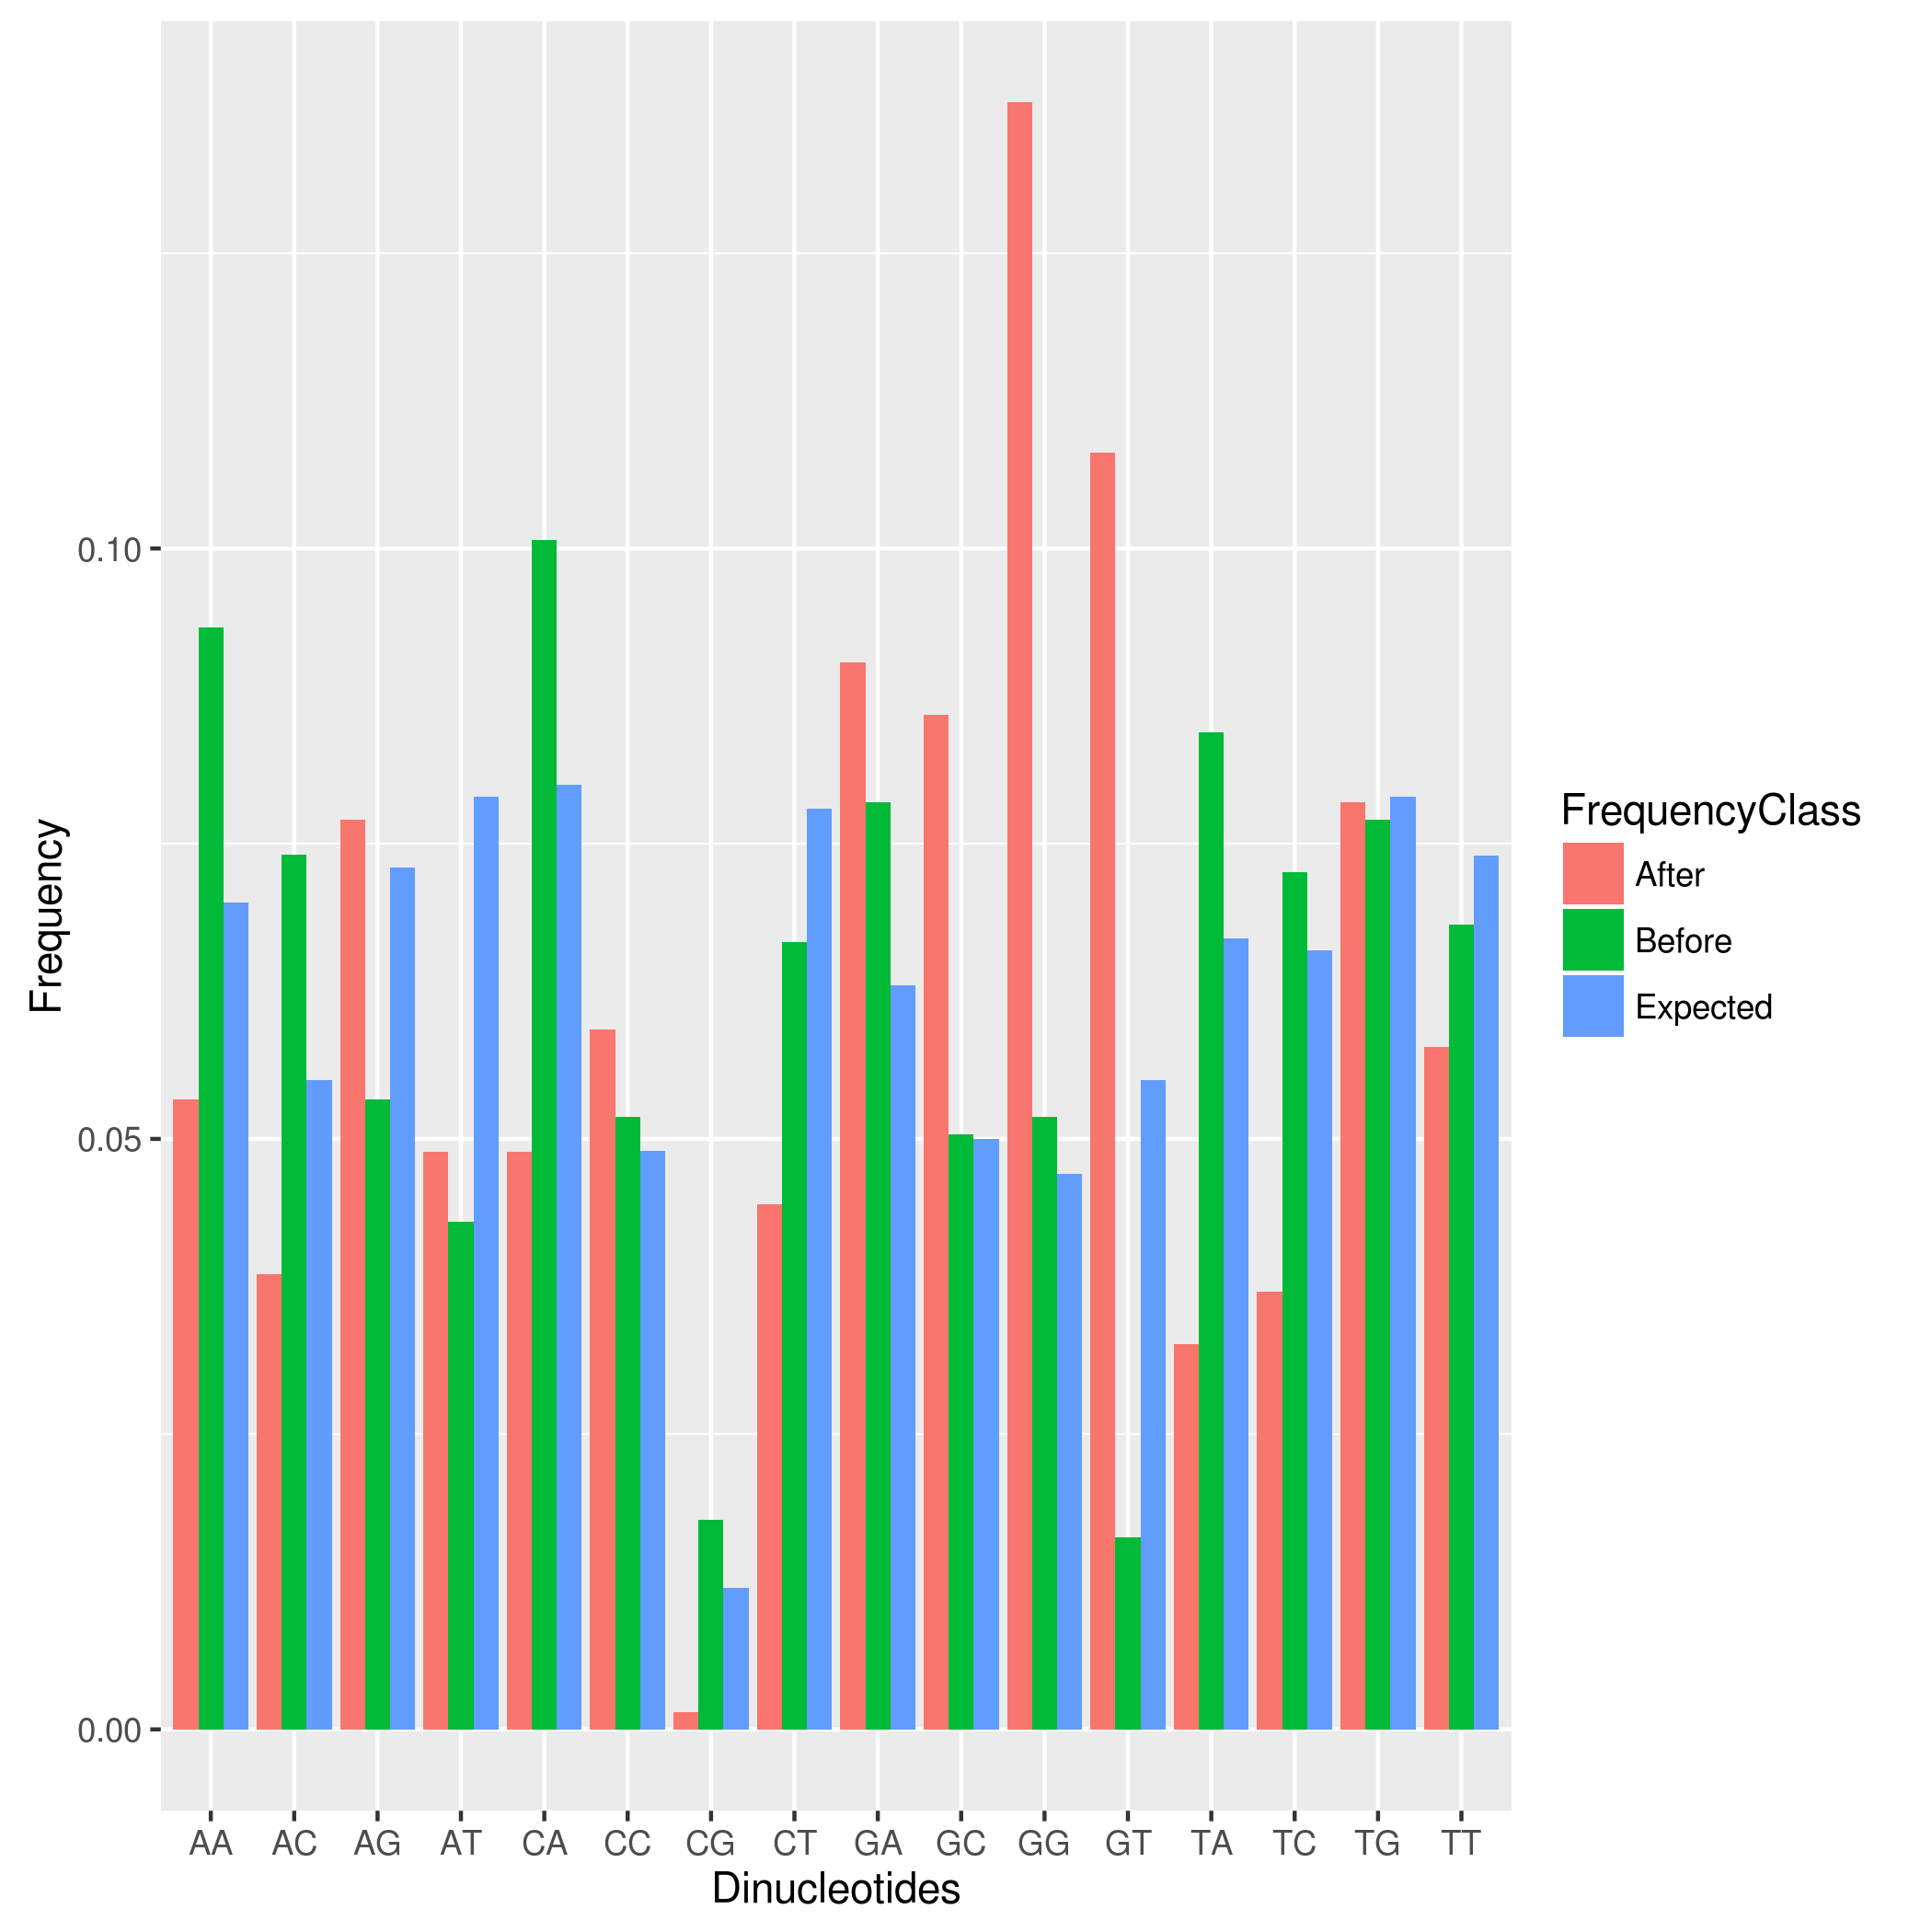 Frequency
0.10
0.05
0.00
AA AC AG AT CA CC CG CT GA GC GG GT TA TC TG TT
Dinucleotides
FrequencyClass
After
Before
Expected